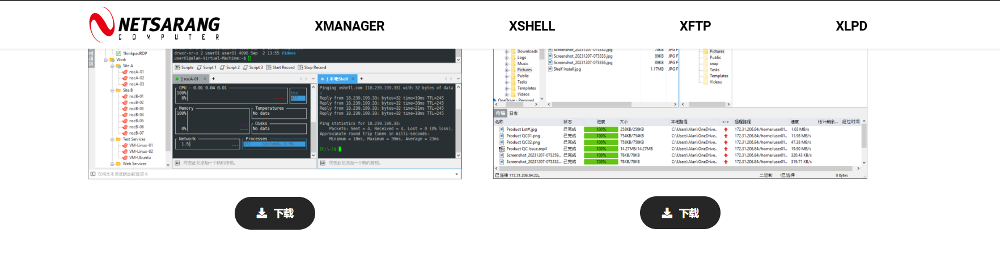 NETSARANG
COMPUTER
XMANAGER
XSHELL
XFTP
XLPD
ThinkpadRDP
Work
Site A
nscA-01
nscA-02
nscA-03
Site B
nscB-01
nscB-02
nscB-03
nscB-04
nscB-05
nscB-06
nscB-07
Test Services
VM-Linux-01
VM-Linux-02
VM-Ubuntu
Web Services
仅将文本发送到当前选项卡
drwxr-xr-x 2 user01 user01 4096 Sep 2 13:55 Videos
user01@alan-Virtual-Machine:~$
Scripts Script 1 Script 2 Script 3 Start Record Stop Record
1 nscA-01
CPU – 0.01 0.04 0.01
100%
0%
Use
All
Memory
100%
0%
Temperatures
No data
Disks
No data
Network
1.5
Processes
systemd… 0.5%
双击此处添加一个新的按钮。
1 本地Shell
Pinging xshell.com [18.239.199.33] with 32 bytes of data
:
Reply from 18.239.199.33: bytes=32 time=19ms TTL=245
Reply from 18.239.199.33: bytes=32 time=36ms TTL=245
Reply from 18.239.199.33: bytes=32 time=21ms TTL=245
Reply from 18.239.199.33: bytes=32 time=18ms TTL=245
Ping statistics for 18.239.199.33:
Packets: Sent = 4, Received = 4, Lost = 0 (0% loss),
Approximate round trip times in milli-seconds:
Minimum = 18ms, Maximum = 36ms, Average = 23ms
[C:\~]$
双击此处添加一个新的按钮。
下载
Downloads
Logs
Music
Pictures
Public
Tasks
Templates
Videos
OneDrive - Personal
Screenshot_20231207-073332.jpg 78KB JPG F
Screenshot_20231207-073333.jpg 89KB JPG F
Screenshot_20231207-073336.jpg 89KB JPG F
Shelf Install.jpg 1.17MB JPG F
Pictures
Public
snap
Tasks
Templates
Videos
传输 日志
名称 状态 进度 大小 本地路径 <-> 远程路径 速度 估计剩余... 经过时间
Product Lot#.jpg 已完成 100% 258KB/258KB C:\Users\Alan\OneDrive.. 172.31.206.84:/home/user01.. 1.03 MB/s
Product QC01.png 已完成 100% 754KB/754KB C:\Users\Alan\OneDrive.. 172.31.206.84:/home/user01.. 11.98 MB/s
Product QC02.png 已完成 100% 758KB/758KB C:\Users\Alan\OneDrive.. 172.31.206.84:/home/user01.. 47.38 MB/s
Product QC Issue.mp4 已完成 100% 14.27MB/14.27MB C:\Users\Alan\OneDrive.. 172.31.206.84:/home/user01.. 19.90 MB/s
Screenshot_20231207-073259... 已完成 100% 78KB/78KB C:\Users\Alan\OneDrive.. 172.31.206.84:/home/user01.. 320.43 KB/s
Screenshot_20231207-073332... 已完成 100% 78KB/78KB C:\Users\Alan\OneDrive.. 172.31.206.84:/home/user01.. 319.71 KB/s
已连接 172.31.206.84:22。 二进制 1已选择 0 Bytes
下载